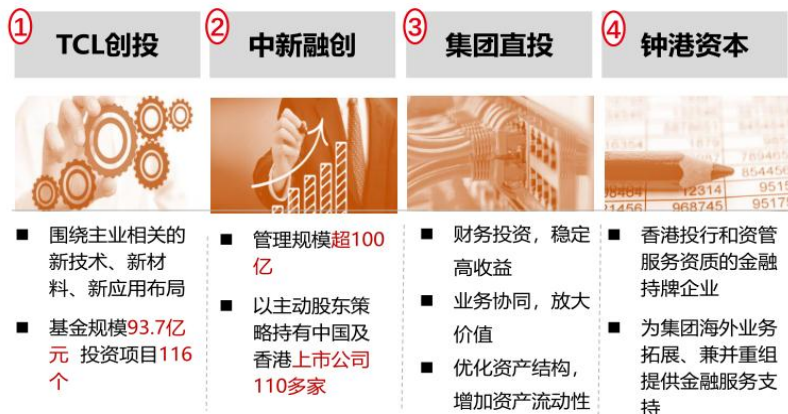 ① TCL创投
围绕主业相关的
新技术、新材
料、新应用布局
基金规模93.7亿
元 投资项目116
个
② 中新融创
管理规模超100
亿
以主动股东策
略持有中国及
香港上市公司
110多家
③ 集团直投
财务投资，稳定
高收益
业务协同，放大
价值
优化资产结构，
增加资产流动性
④ 钟港资本
789465
854456
98464 12314 9515
21456 968745 95175
香港投行和资管
服务资质的金融
持牌企业
为集团海外业务
拓展、兼并重组
提供金融服务支
持